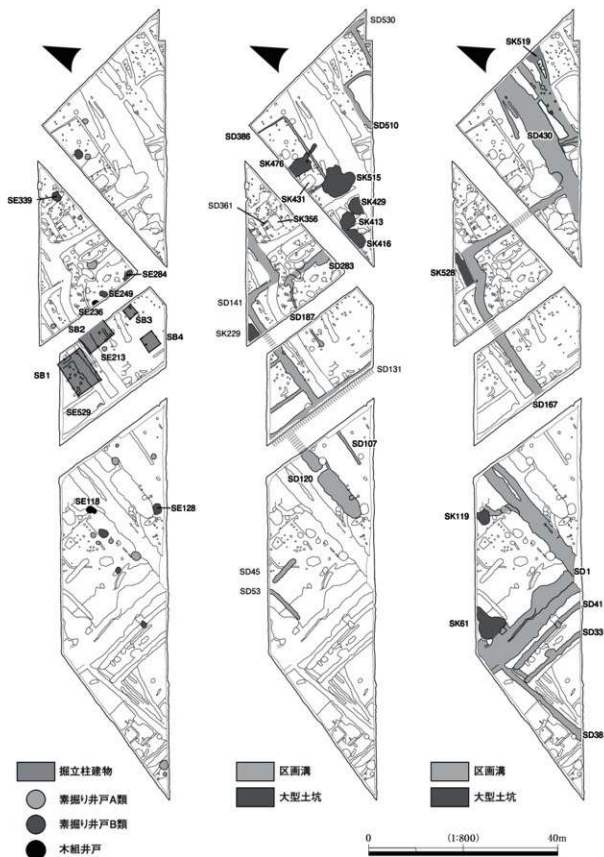 SE339
SE284
SE249
SE236
SB3
SB2
SB4
SE213
SB1
SE529
SE118
SE128
掘立柱建物
素掘り井戸A類
素掘り井戸B類
木組井戸
SD530
SD510
SD386
SK476
SK515
SK431
SK429
SD361
SK356
SK413
SK416
SD283
SD141
SD187
SK229
SD131
SD107
SD120
SD45
SD53
区画溝
大型土坑
SK519
SD430
SK528
SD167
SK119
SD1
SD41
SK61
SD33
SD38
区画溝
大型土坑
0 (1:800) 40m